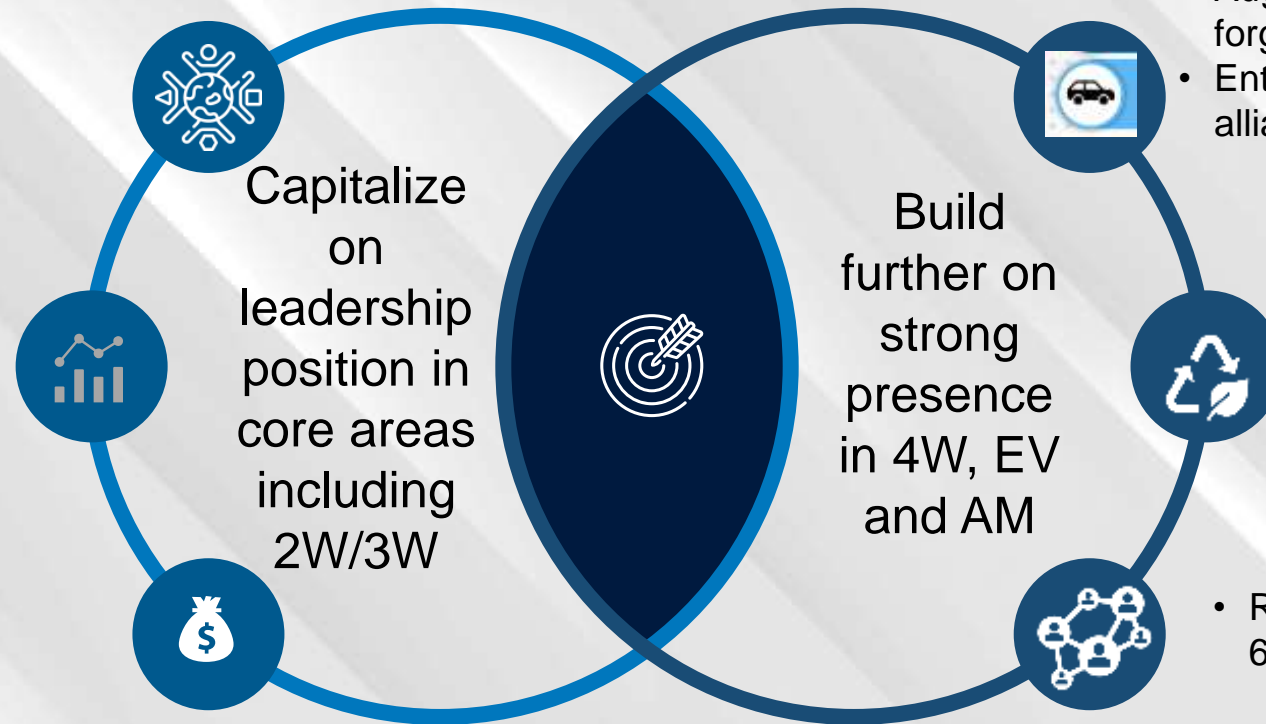 Capitalize
on
leadership
position in
core areas
including
2W/3W
$
Build
further on
strong
presence
in 4W, EV
and AM